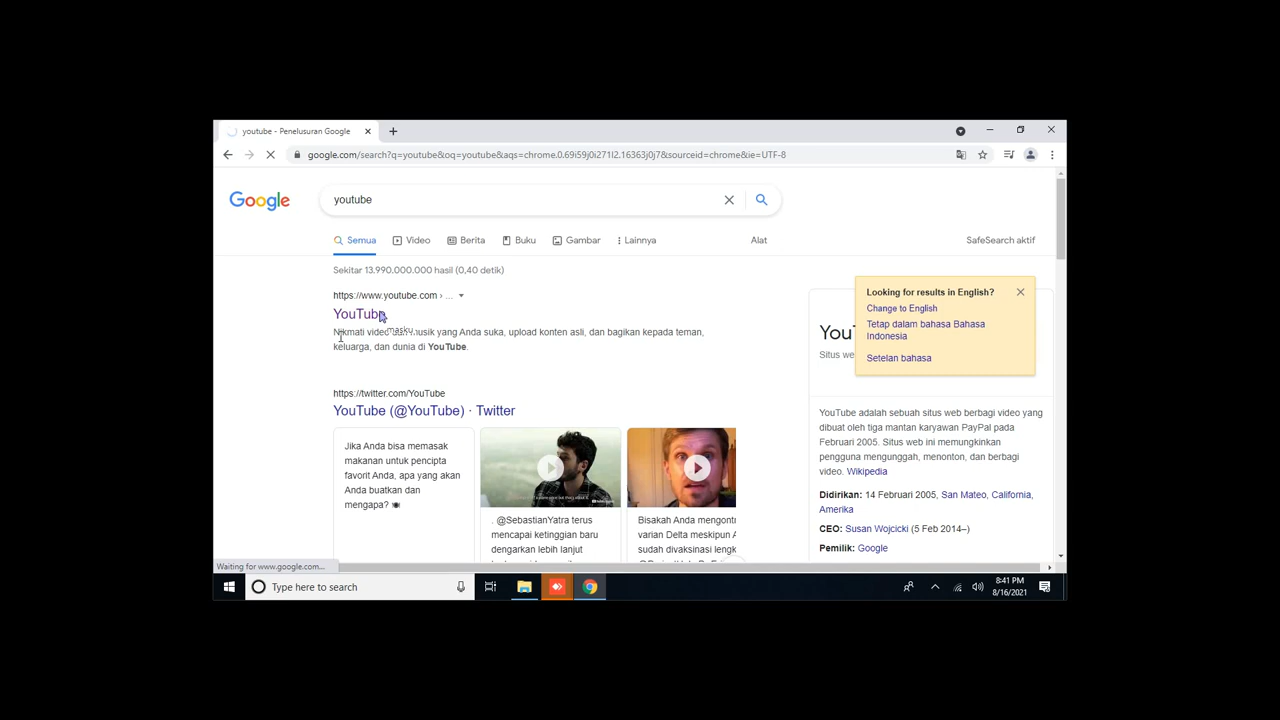 youtube - Penelusuran Google
google.com/search?q=youtube&oq=youtube&aqs=chrome.0.69i59j0i271l2.16363j0j7&sourceid=chrome&ie=UTF-8
Google
youtube
Semua Video Berita Buku Gambar Lainnya Alat SafeSearch aktif
Sekitar 13.990.000.000 hasil (0,40 detik)
https://www.youtube.com › ...
YouTube
masku
Nikmati video dan musik yang Anda suka, upload konten asli, dan bagikan kepada teman,
keluarga, dan dunia di YouTube.
https://twitter.com/YouTube
YouTube (@YouTube) · Twitter
Jika Anda bisa memasak
makanan untuk pencipta
favorit Anda, apa yang akan
Anda buatkan dan
mengapa? 🍽
. @SebastianYatra terus
mencapai ketinggian baru
dengarkan lebih lanjut
Bisakah Anda mengontr
varian Delta meskipun A
sudah divaksinasi lengk
Looking for results in English?
Change to English
Tetap dalam bahasa Bahasa
Indonesia
Setelan bahasa
You
Situs we
YouTube adalah sebuah situs web berbagi video yang
dibuat oleh tiga mantan karyawan PayPal pada
Februari 2005. Situs web ini memungkinkan
pengguna mengunggah, menonton, dan berbagi
video. Wikipedia
Didirikan: 14 Februari 2005, San Mateo, California,
Amerika
CEO: Susan Wojcicki (5 Feb 2014–)
Pemilik: Google
Waiting for www.google.com...
Type here to search
8:41 PM
8/16/2021